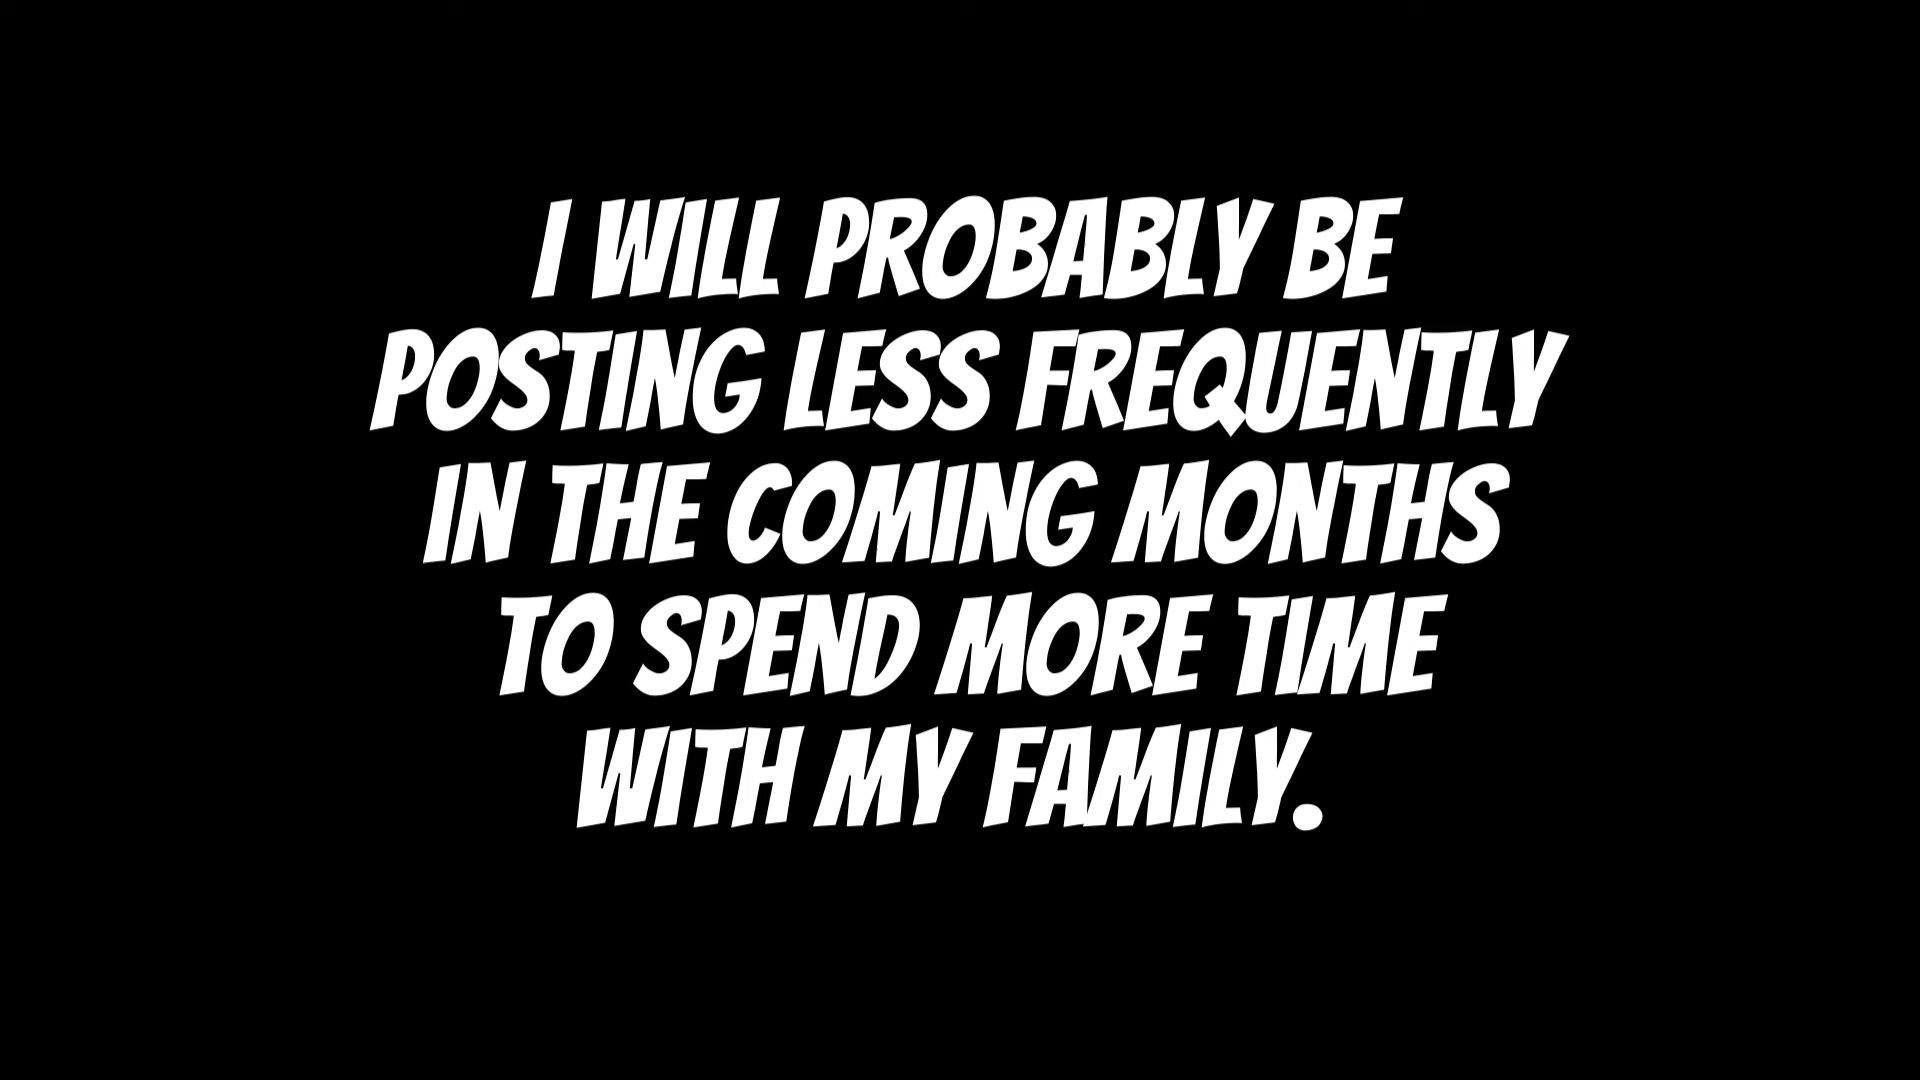 I WILL PROBABLY BE
POSTING LESS FREQUENTLY
IN THE COMING MONTHS
TO SPEND MORE TIME
WITH MY FAMILY.